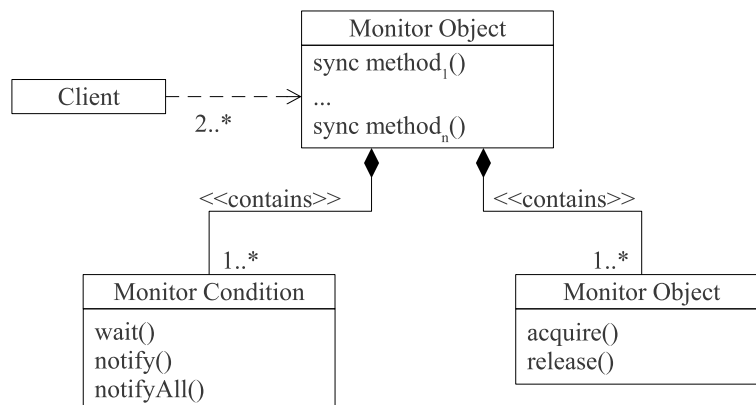 Monitor Object
sync method₁()
...
sync methodₙ()
Client
2..*
<<contains>>
<<contains>>
1..*
1..*
Monitor Condition
wait()
notify()
notifyAll()
Monitor Object
acquire()
release()